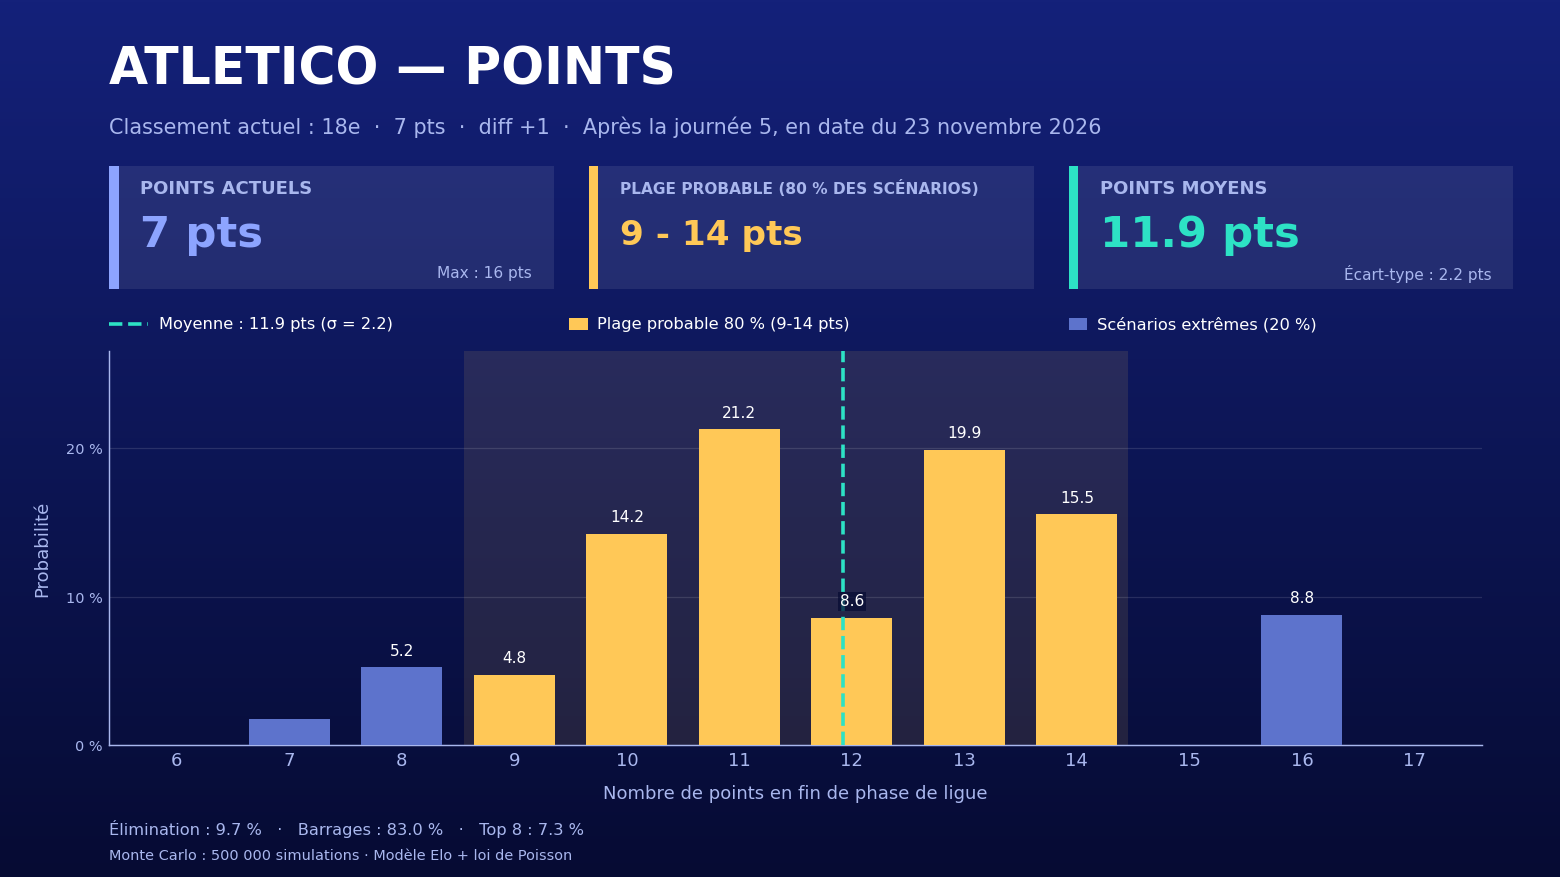 ATLETICO — POINTS
Classement actuel : 18e · 7 pts · diff +1 · Après la journée 5, en date du 23 novembre 2026
POINTS ACTUELS
7 pts
Max : 16 pts
PLAGE PROBABLE (80 % DES SCÉNARIOS)
9 - 14 pts
POINTS MOYENS
11.9 pts
Écart-type : 2.2 pts
Moyenne : 11.9 pts (σ = 2.2)
Plage probable 80 % (9-14 pts)
Scénarios extrêmes (20 %)
Probabilité
20 %
10 %
0 %
5.2
4.8
14.2
21.2
8.6
19.9
15.5
8.8
6 7 8 9 10 11 12 13 14 15 16 17
Nombre de points en fin de phase de ligue
Élimination : 9.7 % · Barrages : 83.0 % · Top 8 : 7.3 %
Monte Carlo : 500 000 simulations · Modèle Elo + loi de Poisson